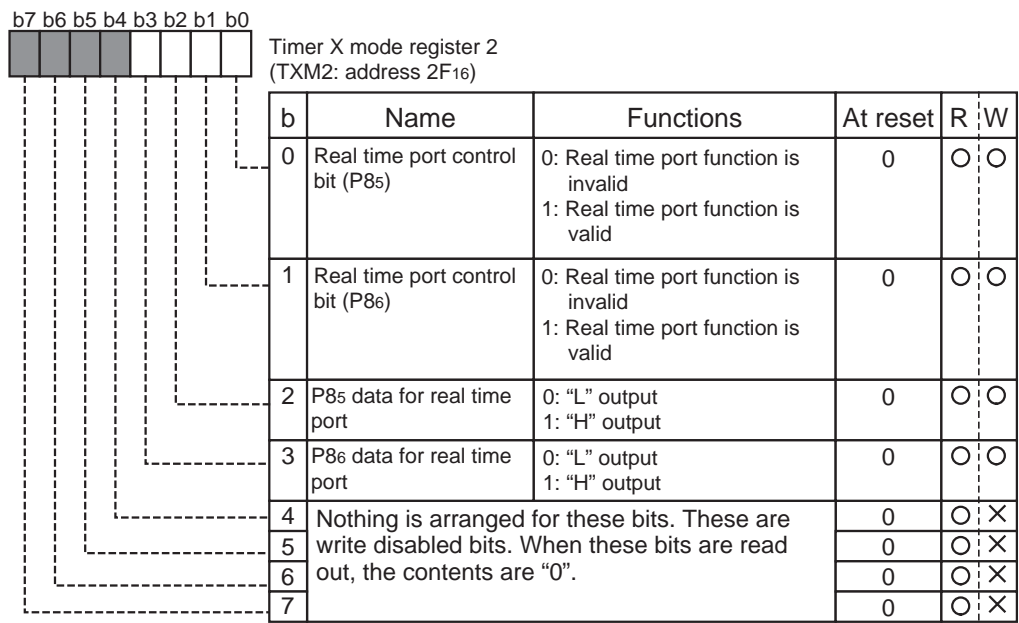 b7 b6 b5 b4 b3 b2 b1 b0
Timer X mode register 2
(TXM2: address 2F16)
b Name Functions At reset R W
0 Real time port control 0: Real time port function is 0 O O
bit (P85) invalid
1: Real time port function is
valid
1 Real time port control 0: Real time port function is 0 O O
bit (P86) invalid
1: Real time port function is
valid
2 P85 data for real time 0: “L” output 0 O O
port 1: “H” output
3 P86 data for real time 0: “L” output 0 O O
port 1: “H” output
4 Nothing is arranged for these bits. These are 0 O ×
5 write disabled bits. When these bits are read 0 O ×
6 out, the contents are “0”. 0 O ×
7 0 O ×